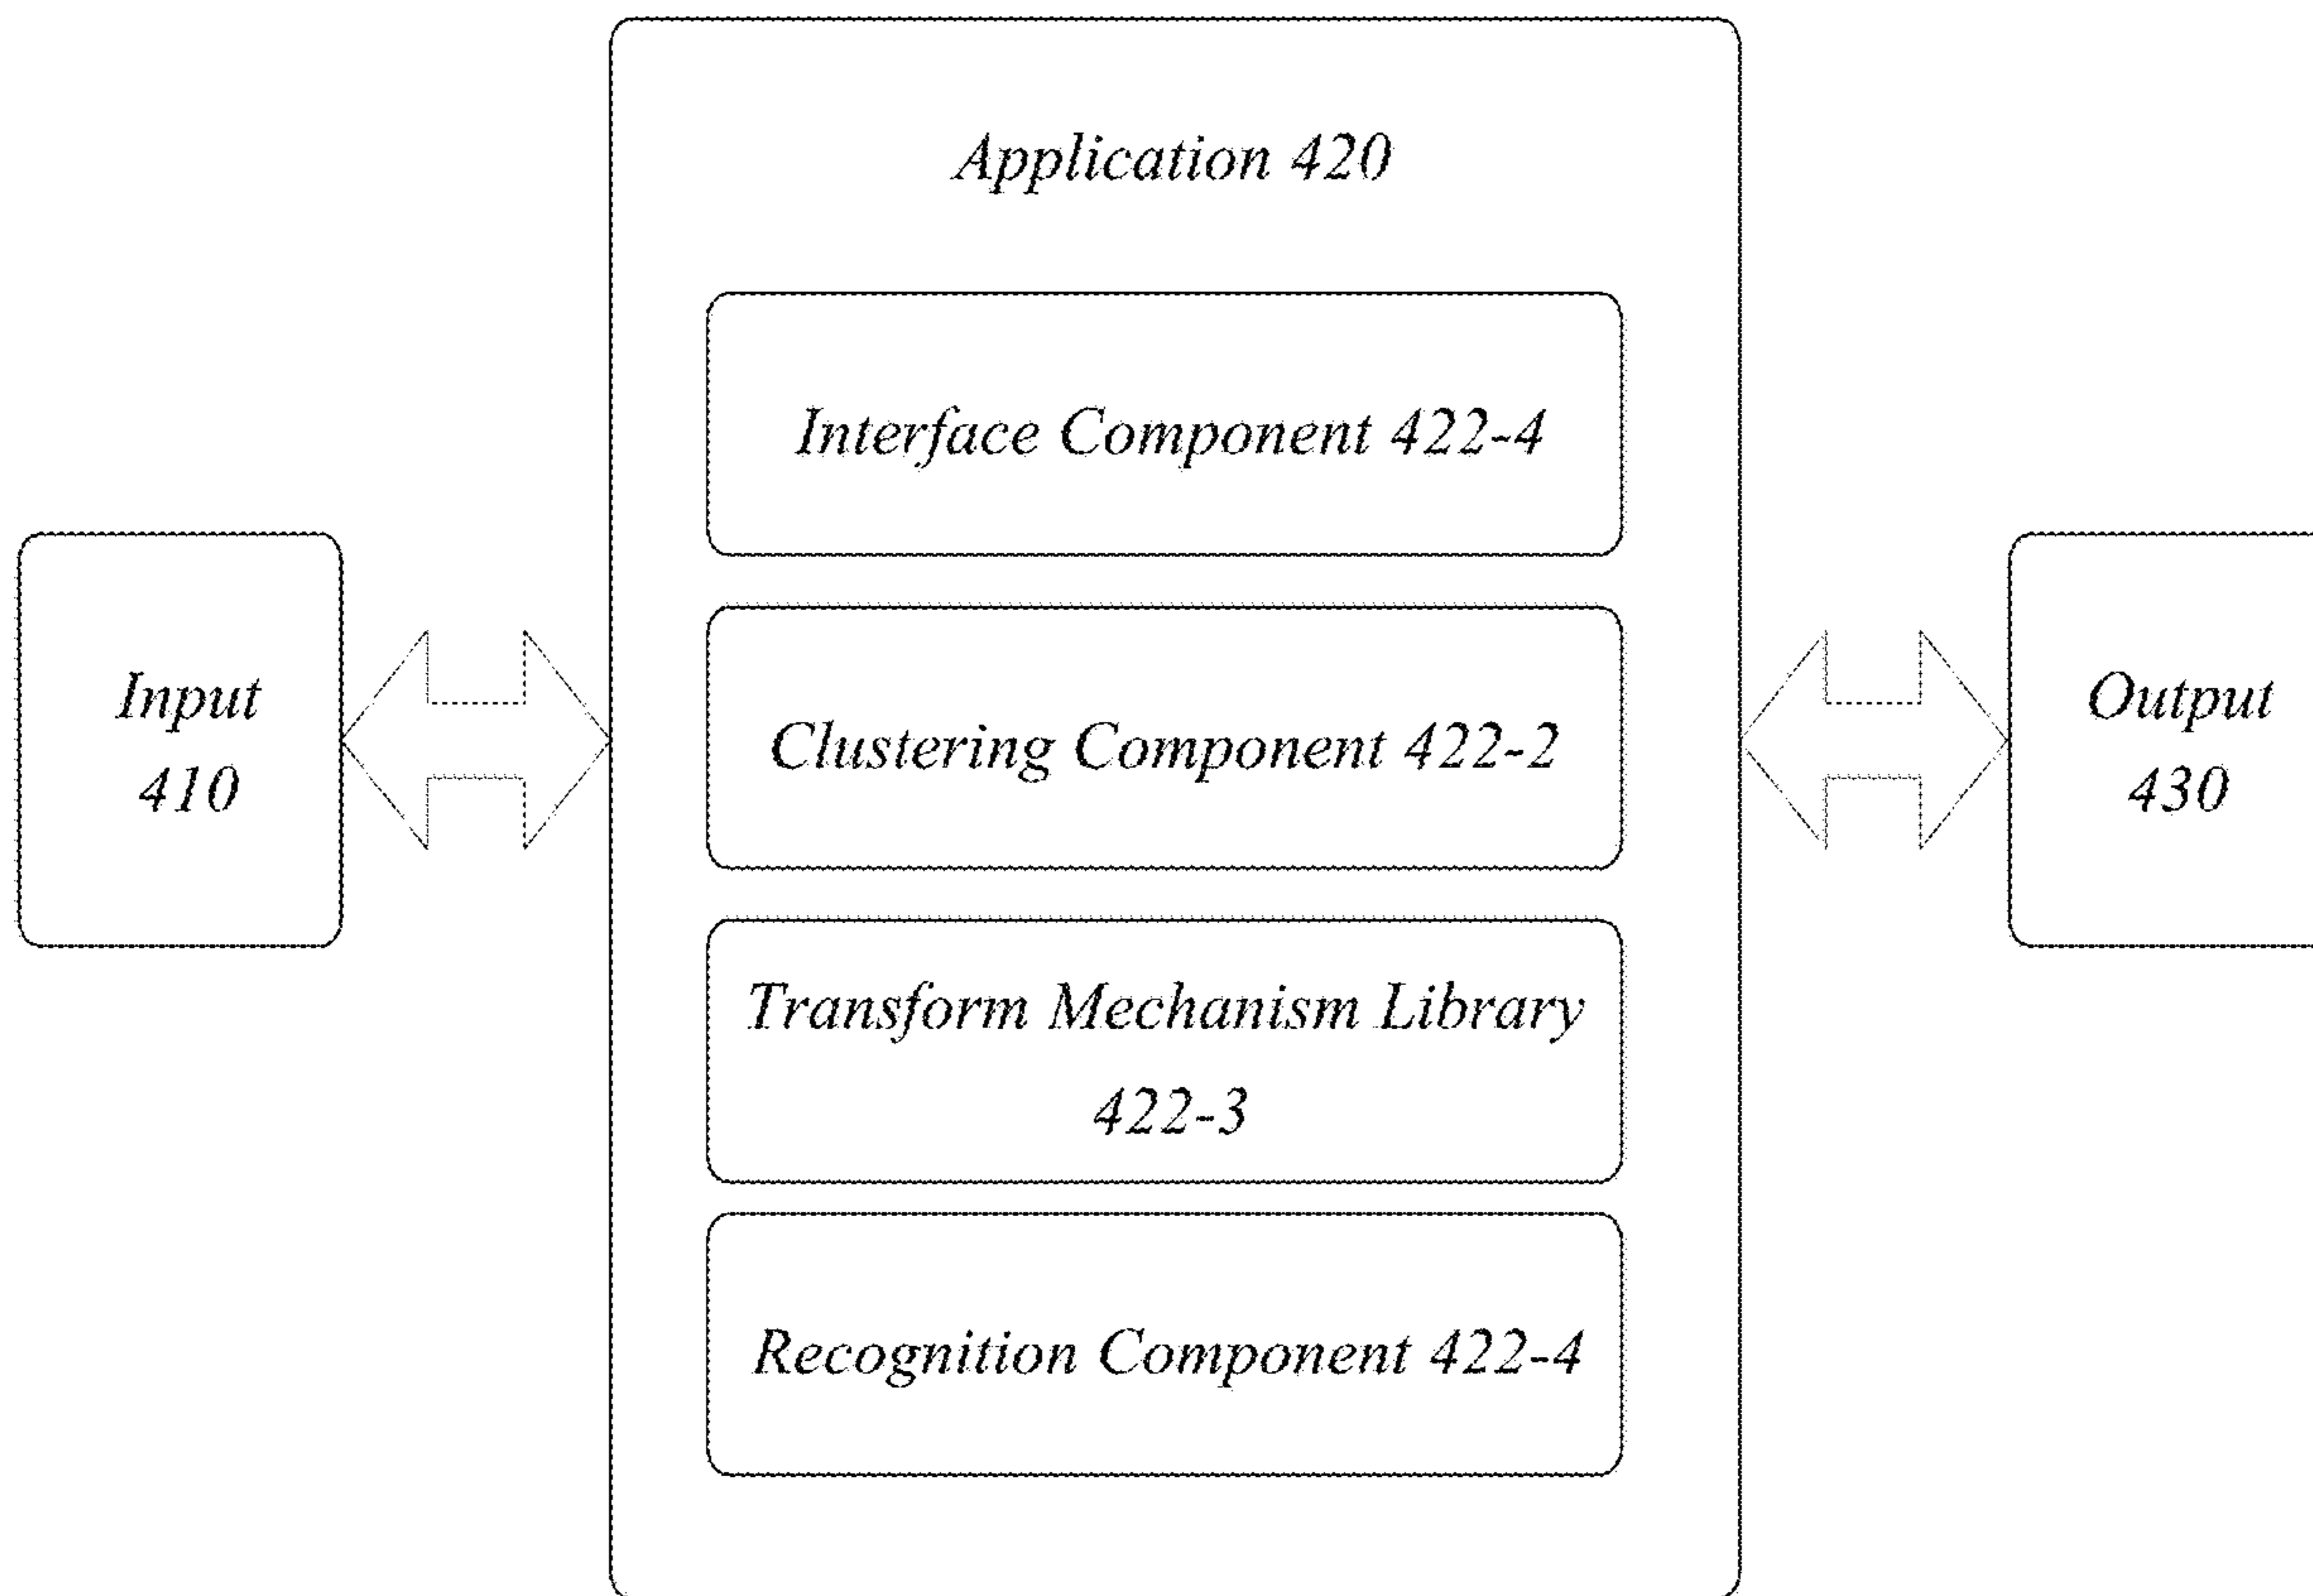 Application 420
Interface Component 422-4
Input
410
Clustering Component 422-2
Output
430
Transform Mechanism Library
422-3
Recognition Component 422-4